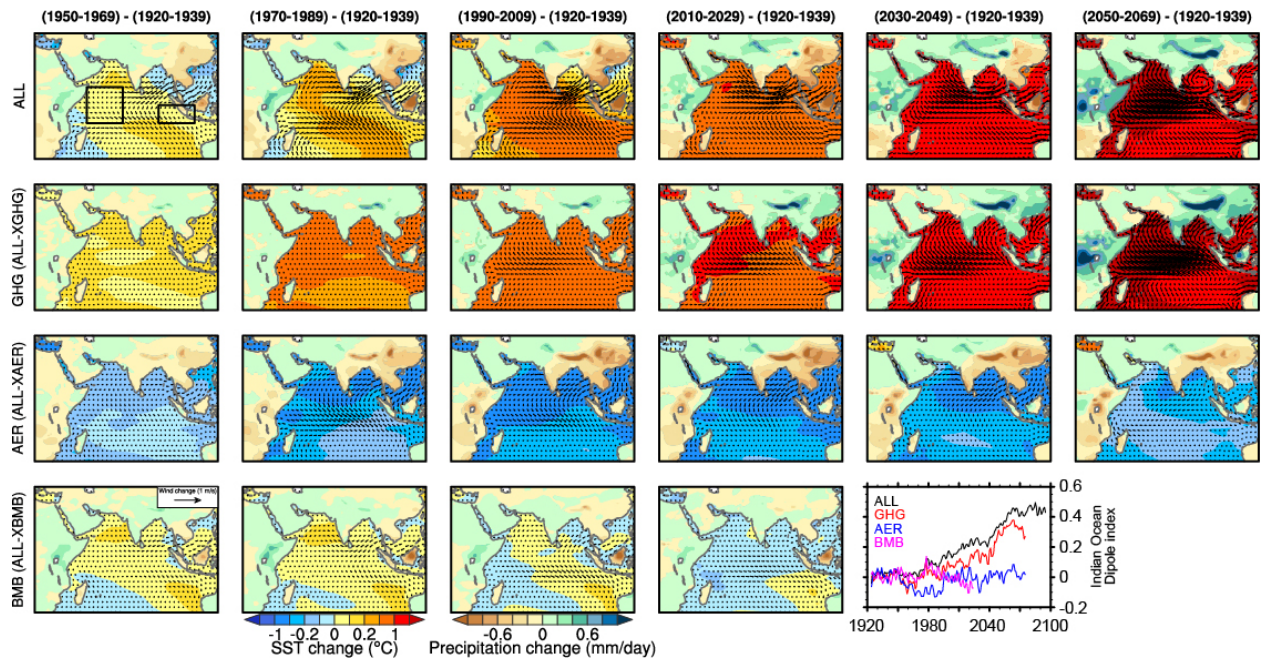 (1950-1969) - (1920-1939) (1970-1989) - (1920-1939) (1990-2009) - (1920-1939) (2010-2029) - (1920-1939) (2030-2049) - (1920-1939) (2050-2069) - (1920-1939)
ALL
GHG (ALL-XGHG)
AER (ALL-XAER)
BMB (ALL-XBMB)
Wind change (1 m/s)
-1 -0.2 0 0.2 1
SST change (°C)
-0.6 0 0.6
Precipitation change (mm/day)
ALL
GHG
AER
BMB
0.6
0.4
0.2
0
-0.2
Indian Ocean
Dipole index
1920 1980 2040 2100